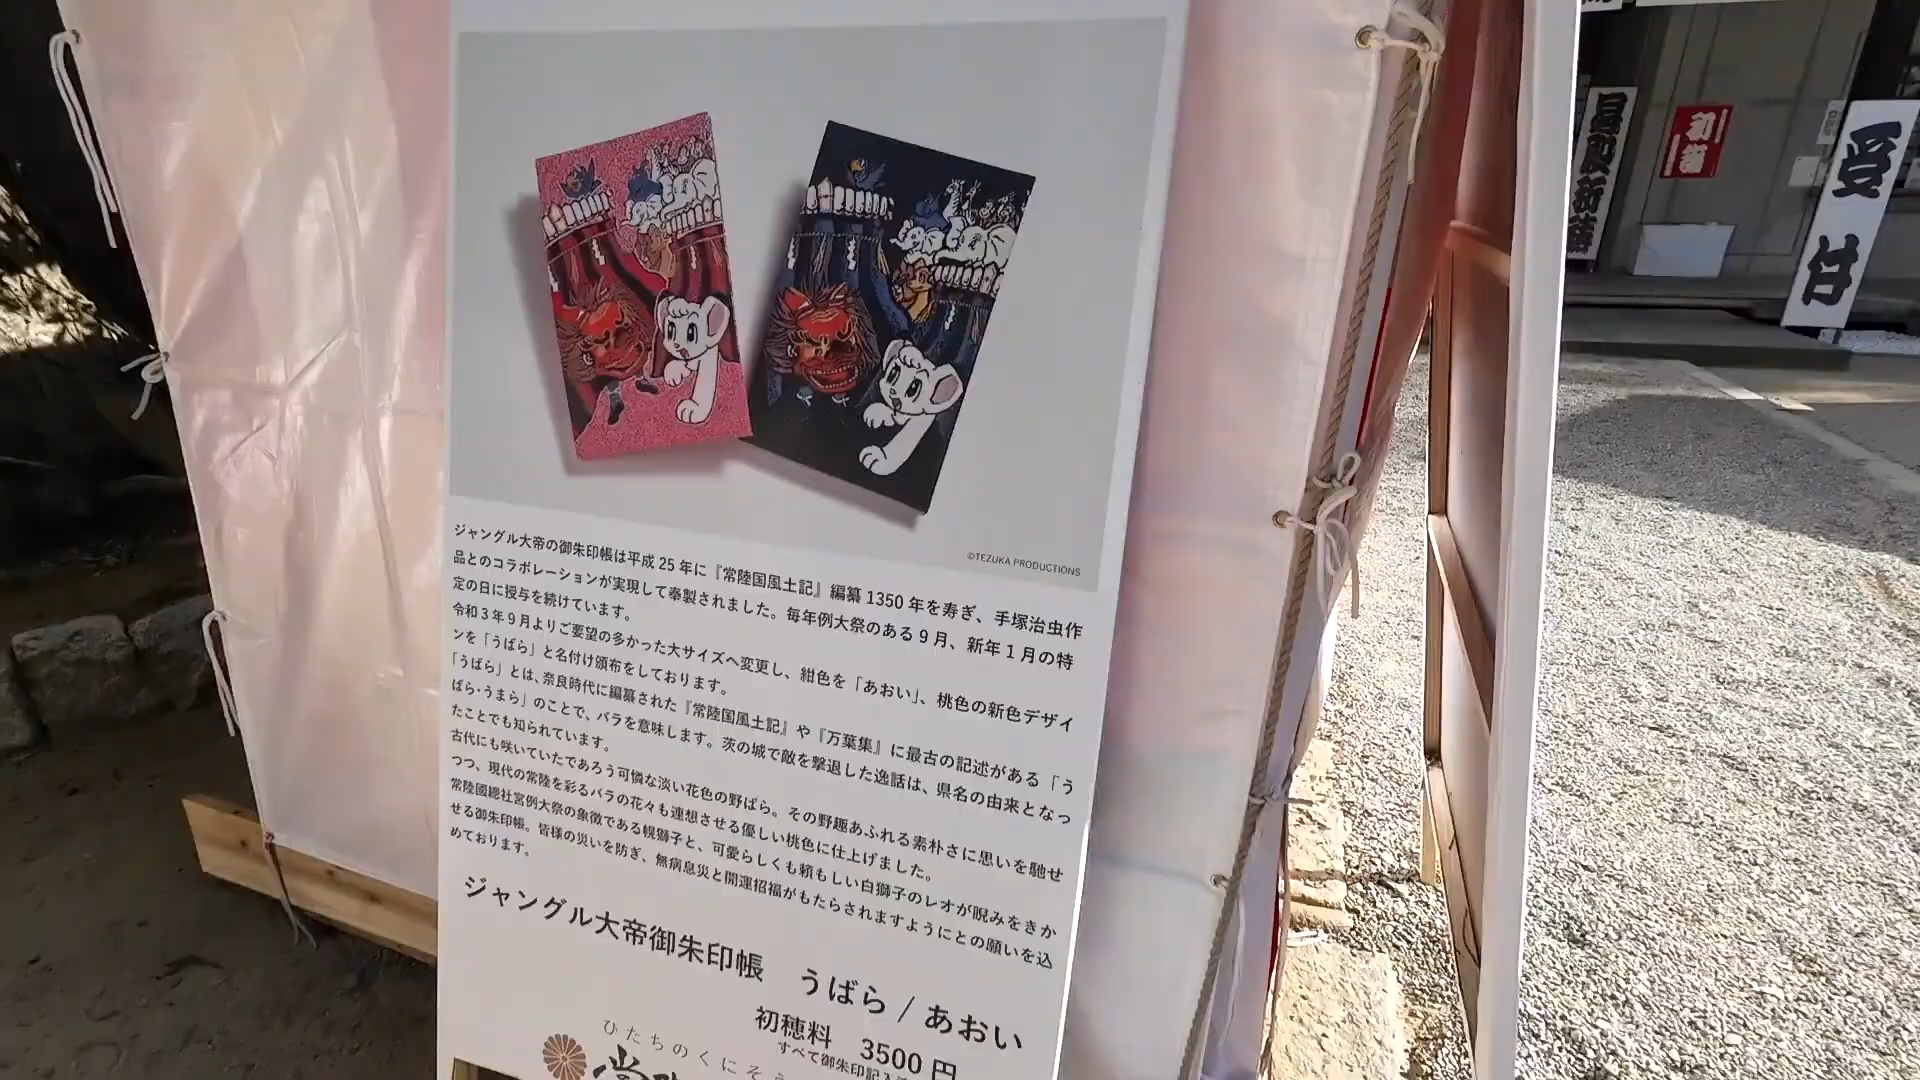 ©TEZUKA PRODUCTIONS
ジャングル大帝の御朱印帳は平成25年に『常陸国風土記』編纂1350年を寿ぎ、手塚治虫作
品とのコラボレーションが実現して奉製されました。毎年例大祭のある9月、新年1月の特
定の日に授与を続けています。
令和3年9月よりご要望の多かった大サイズへ変更し、紺色を「あおい」、桃色の新色デザイ
ンを「うばら」と名付け頒布をしております。
「うばら」とは、奈良時代に編纂された『常陸国風土記』や『万葉集』に最古の記述がある「う
ばら・うまら」のことで、バラを意味します。茨の城で敵を撃退した逸話は、県名の由来となっ
たことでも知られています。
古代にも咲いていたであろう可憐な淡い花色の野ばら。その野趣あふれる素朴さに思いを馳せ
つつ、現代の常陸を彩るバラの花々も連想させる優しい桃色に仕上げました。
常陸國總社宮例大祭の象徴である幌獅子と、可愛らしくも頼もしい白獅子のレオが睨みをきか
せる御朱印帳。皆様の災いを防ぎ、無病息災と開運招福がもたらされますようにとの願いを込
めております。
ジャングル大帝御朱印帳 うばら / あおい
初穂料 3500円
すべて御朱印記入
ひたちのくにそう
常陸
受付